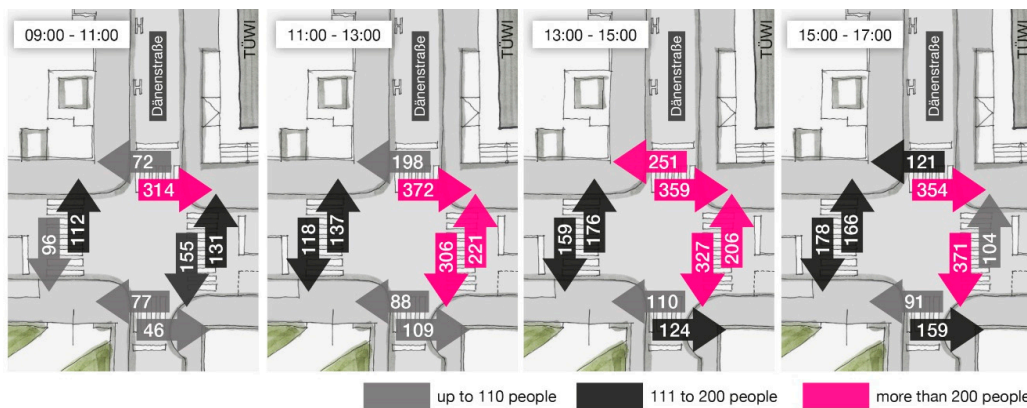 09:00 - 11:00
Dänenstraße
TÜWI
72
314
96
112
155
131
77
46
11:00 - 13:00
Dänenstraße
TÜWI
198
372
118
137
306
221
88
109
13:00 - 15:00
Dänenstraße
TÜWI
251
359
159
176
327
206
110
124
15:00 - 17:00
Dänenstraße
TÜWI
121
354
178
166
371
104
91
159
up to 110 people
111 to 200 people
more than 200 people